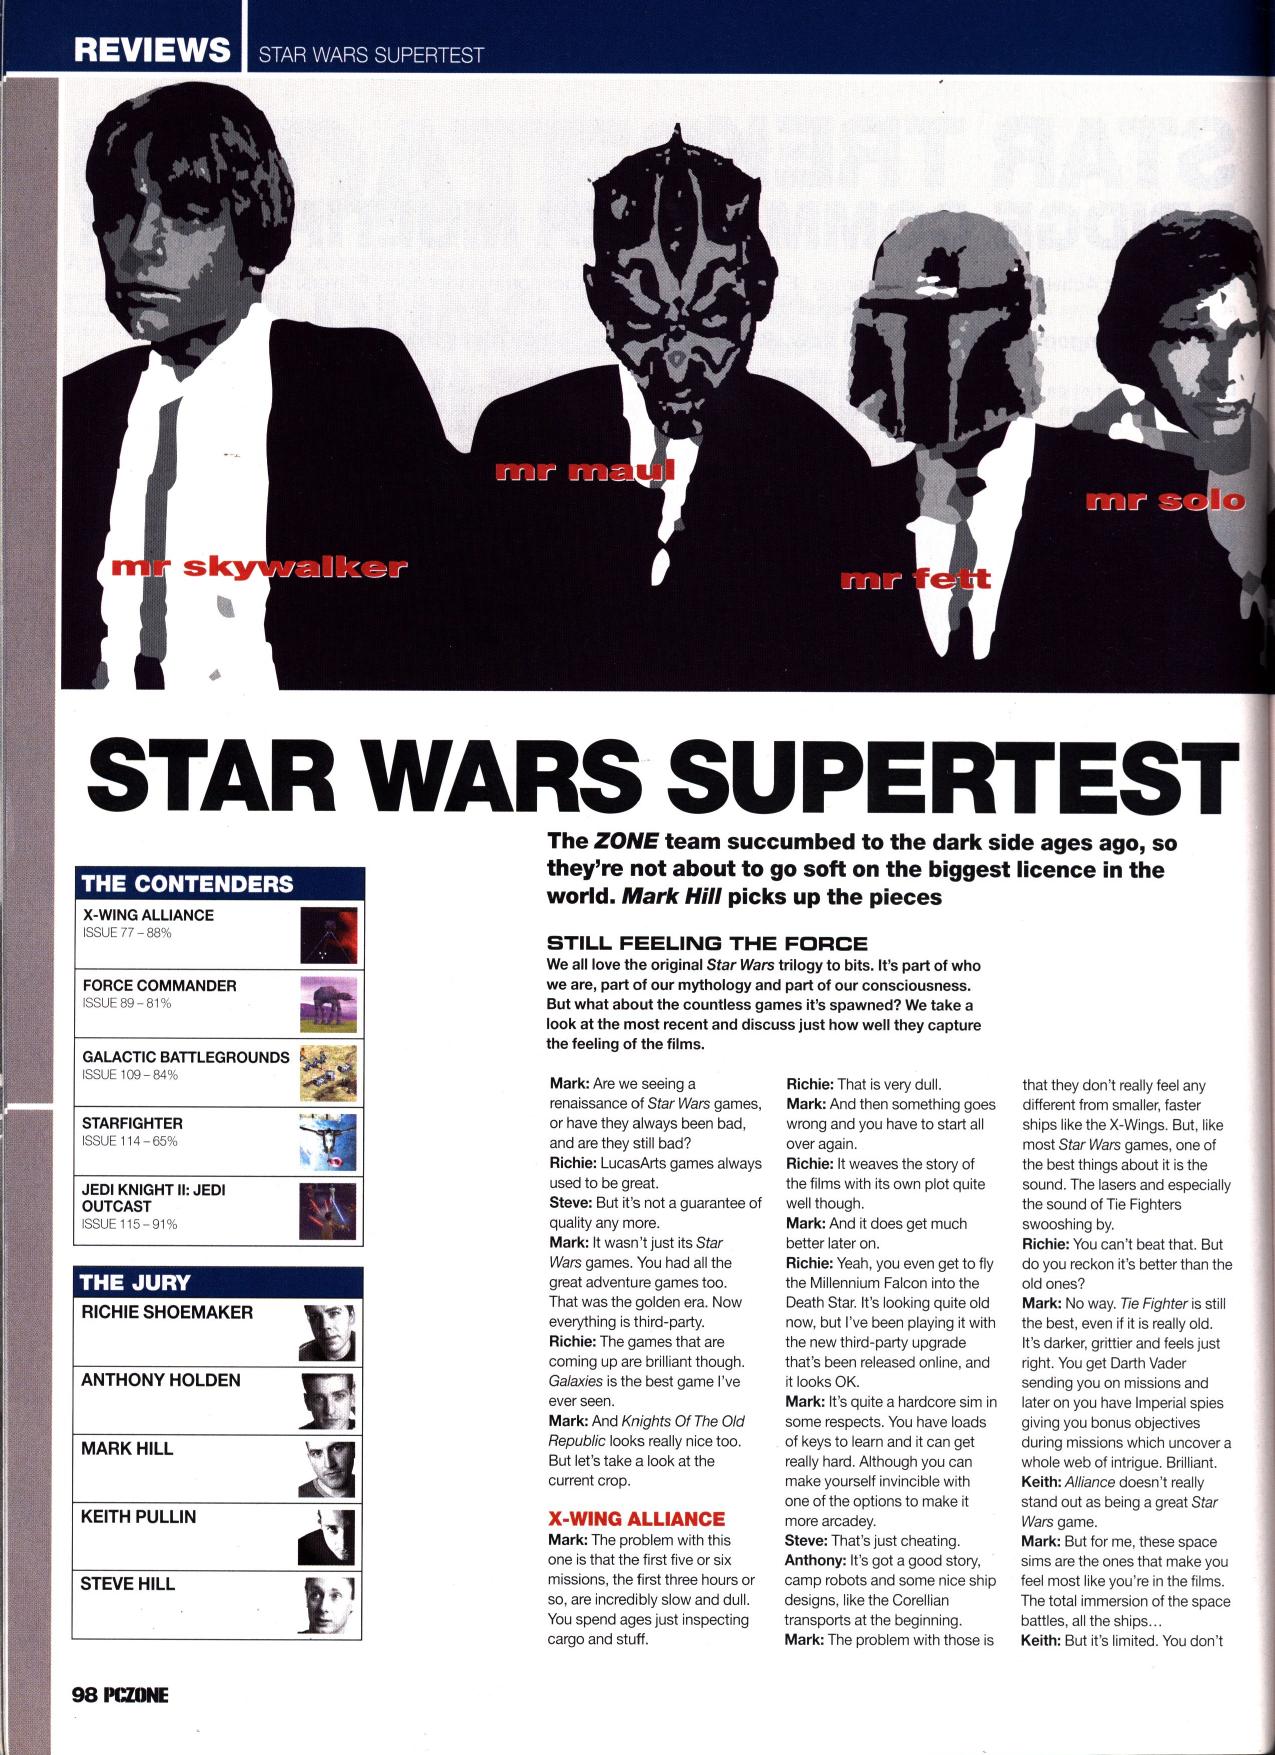 REVIEWS
STAR WARS SUPERTEST
mr skywalker
mr maul
mr fett
mr solo
STAR WARS SUPERTEST
The ZONE team succumbed to the dark side ages ago, so
they're not about to go soft on the biggest licence in the
world. Mark Hill picks up the pieces
THE CONTENDERS
X-WING ALLIANCE
ISSUE 77 – 88%
FORCE COMMANDER
ISSUE 89 – 81%
GALACTIC BATTLEGROUNDS
ISSUE 109 – 84%
STARFIGHTER
ISSUE 114 – 65%
JEDI KNIGHT II: JEDI
OUTCAST
ISSUE 115 – 91%
THE JURY
RICHIE SHOEMAKER
ANTHONY HOLDEN
MARK HILL
KEITH PULLIN
STEVE HILL
STILL FEELING THE FORCE
We all love the original Star Wars trilogy to bits. It's part of who
we are, part of our mythology and part of our consciousness.
But what about the countless games it's spawned? We take a
look at the most recent and discuss just how well they capture
the feeling of the films.
Mark: Are we seeing a
renaissance of Star Wars games,
or have they always been bad,
and are they still bad?
Richie: LucasArts games always
used to be great.
Steve: But it's not a guarantee of
quality any more.
Mark: It wasn't just its Star
Wars games. You had all the
great adventure games too.
That was the golden era. Now
everything is third-party.
Richie: The games that are
coming up are brilliant though.
Galaxies is the best game I've
ever seen.
Mark: And Knights Of The Old
Republic looks really nice too.
But let's take a look at the
current crop.
X-WING ALLIANCE
Mark: The problem with this
one is that the first five or six
missions, the first three hours or
so, are incredibly slow and dull.
You spend ages just inspecting
cargo and stuff.
Richie: That is very dull.
Mark: And then something goes
wrong and you have to start all
over again.
Richie: It weaves the story of
the films with its own plot quite
well though.
Mark: And it does get much
better later on.
Richie: Yeah, you even get to fly
the Millennium Falcon into the
Death Star. It's looking quite old
now, but I've been playing it with
the new third-party upgrade
that's been released online, and
it looks OK.
Mark: It's quite a hardcore sim in
some respects. You have loads
of keys to learn and it can get
really hard. Although you can
make yourself invincible with
one of the options to make it
more arcadey.
Steve: That's just cheating.
Anthony: It's got a good story,
camp robots and some nice ship
designs, like the Corellian
transports at the beginning.
Mark: The problem with those is
that they don't really feel any
different from smaller, faster
ships like the X-Wings. But, like
most Star Wars games, one of
the best things about it is the
sound. The lasers and especially
the sound of Tie Fighters
swooshing by.
Richie: You can't beat that. But
do you reckon it's better than the
old ones?
Mark: No way. Tie Fighter is still
the best, even if it is really old.
It's darker, grittier and feels just
right. You get Darth Vader
sending you on missions and
later on you have Imperial spies
giving you bonus objectives
during missions which uncover a
whole web of intrigue. Brilliant.
Keith: Alliance doesn't really
stand out as being a great Star
Wars game.
Mark: But for me, these space
sims are the ones that make you
feel most like you're in the films.
The total immersion of the space
battles, all the ships...
Keith: But it's limited. You don't
98 PCZONE